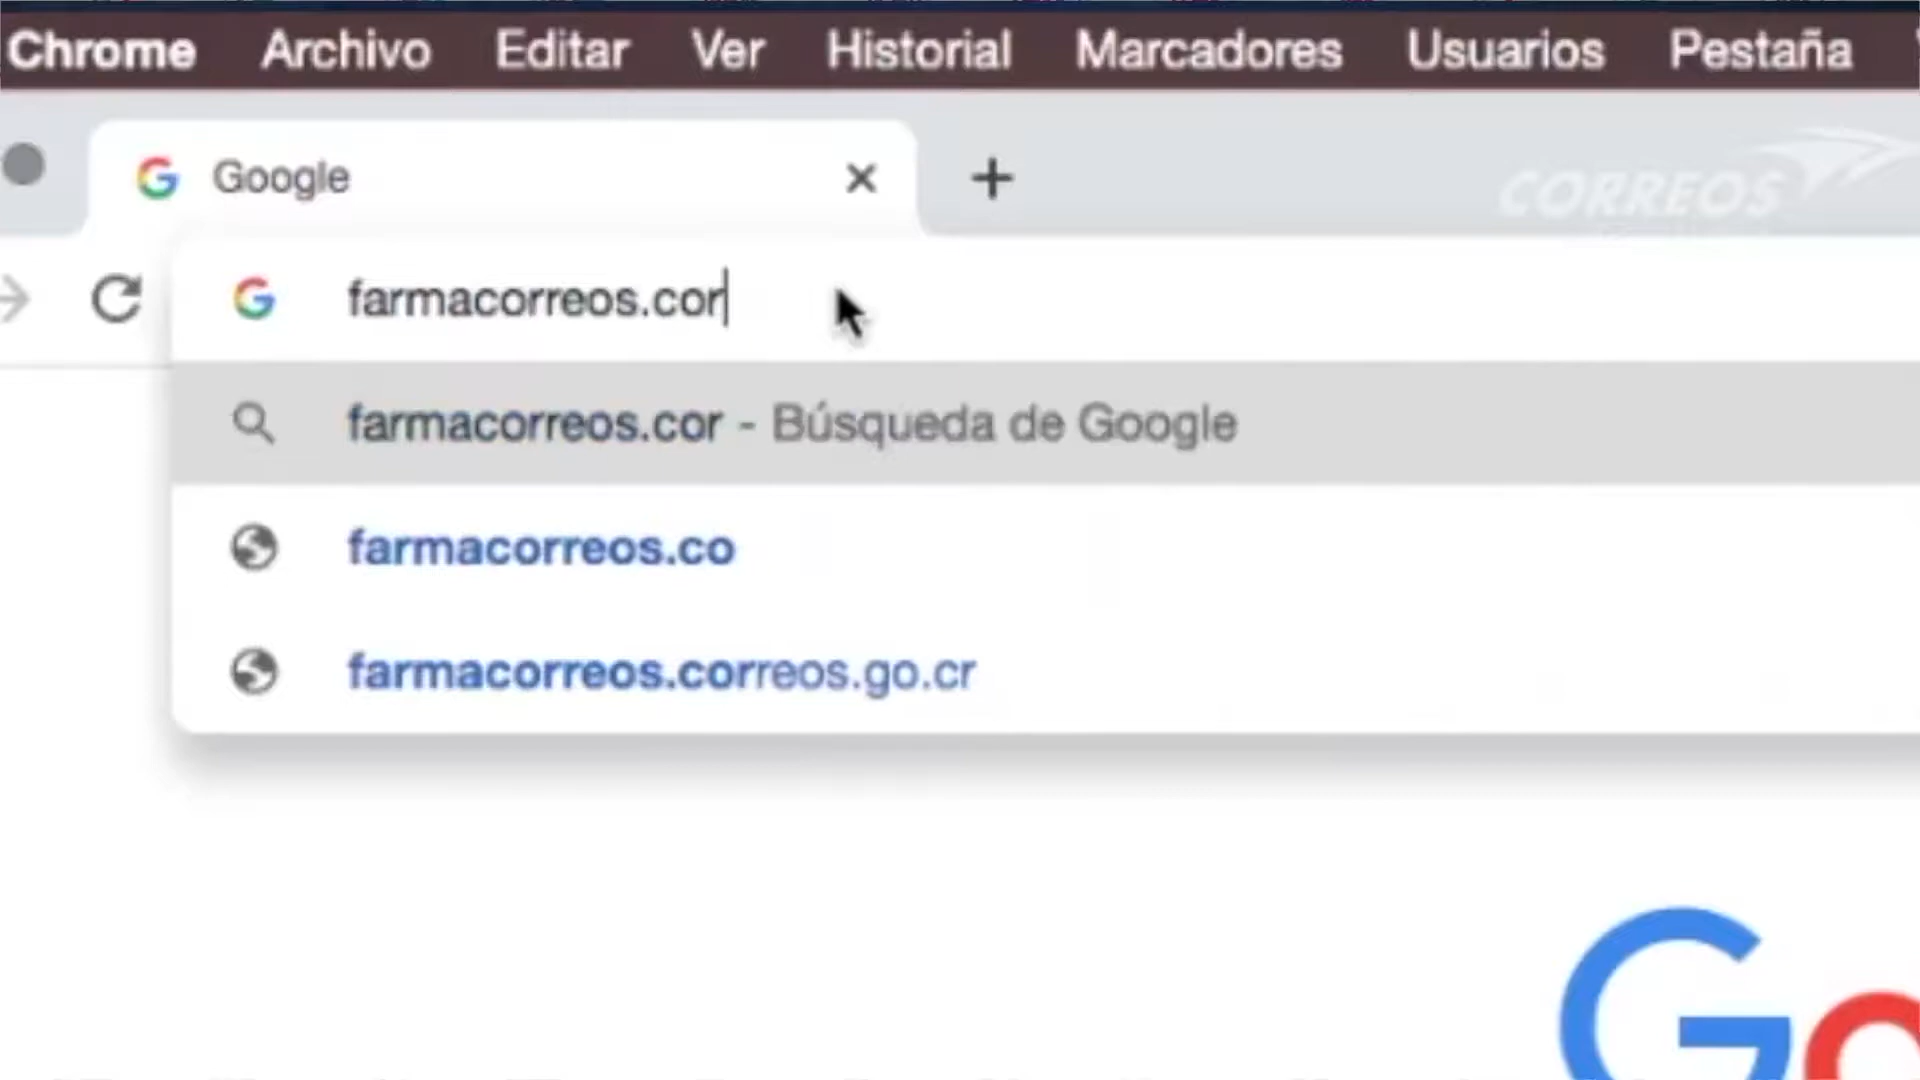 Chrome Archivo Editar Ver Historial Marcadores Usuarios Pestaña
Google
CORREOS
farmacorreos.cor
farmacorreos.cor - Búsqueda de Google
farmacorreos.co
farmacorreos.correos.go.cr
Go